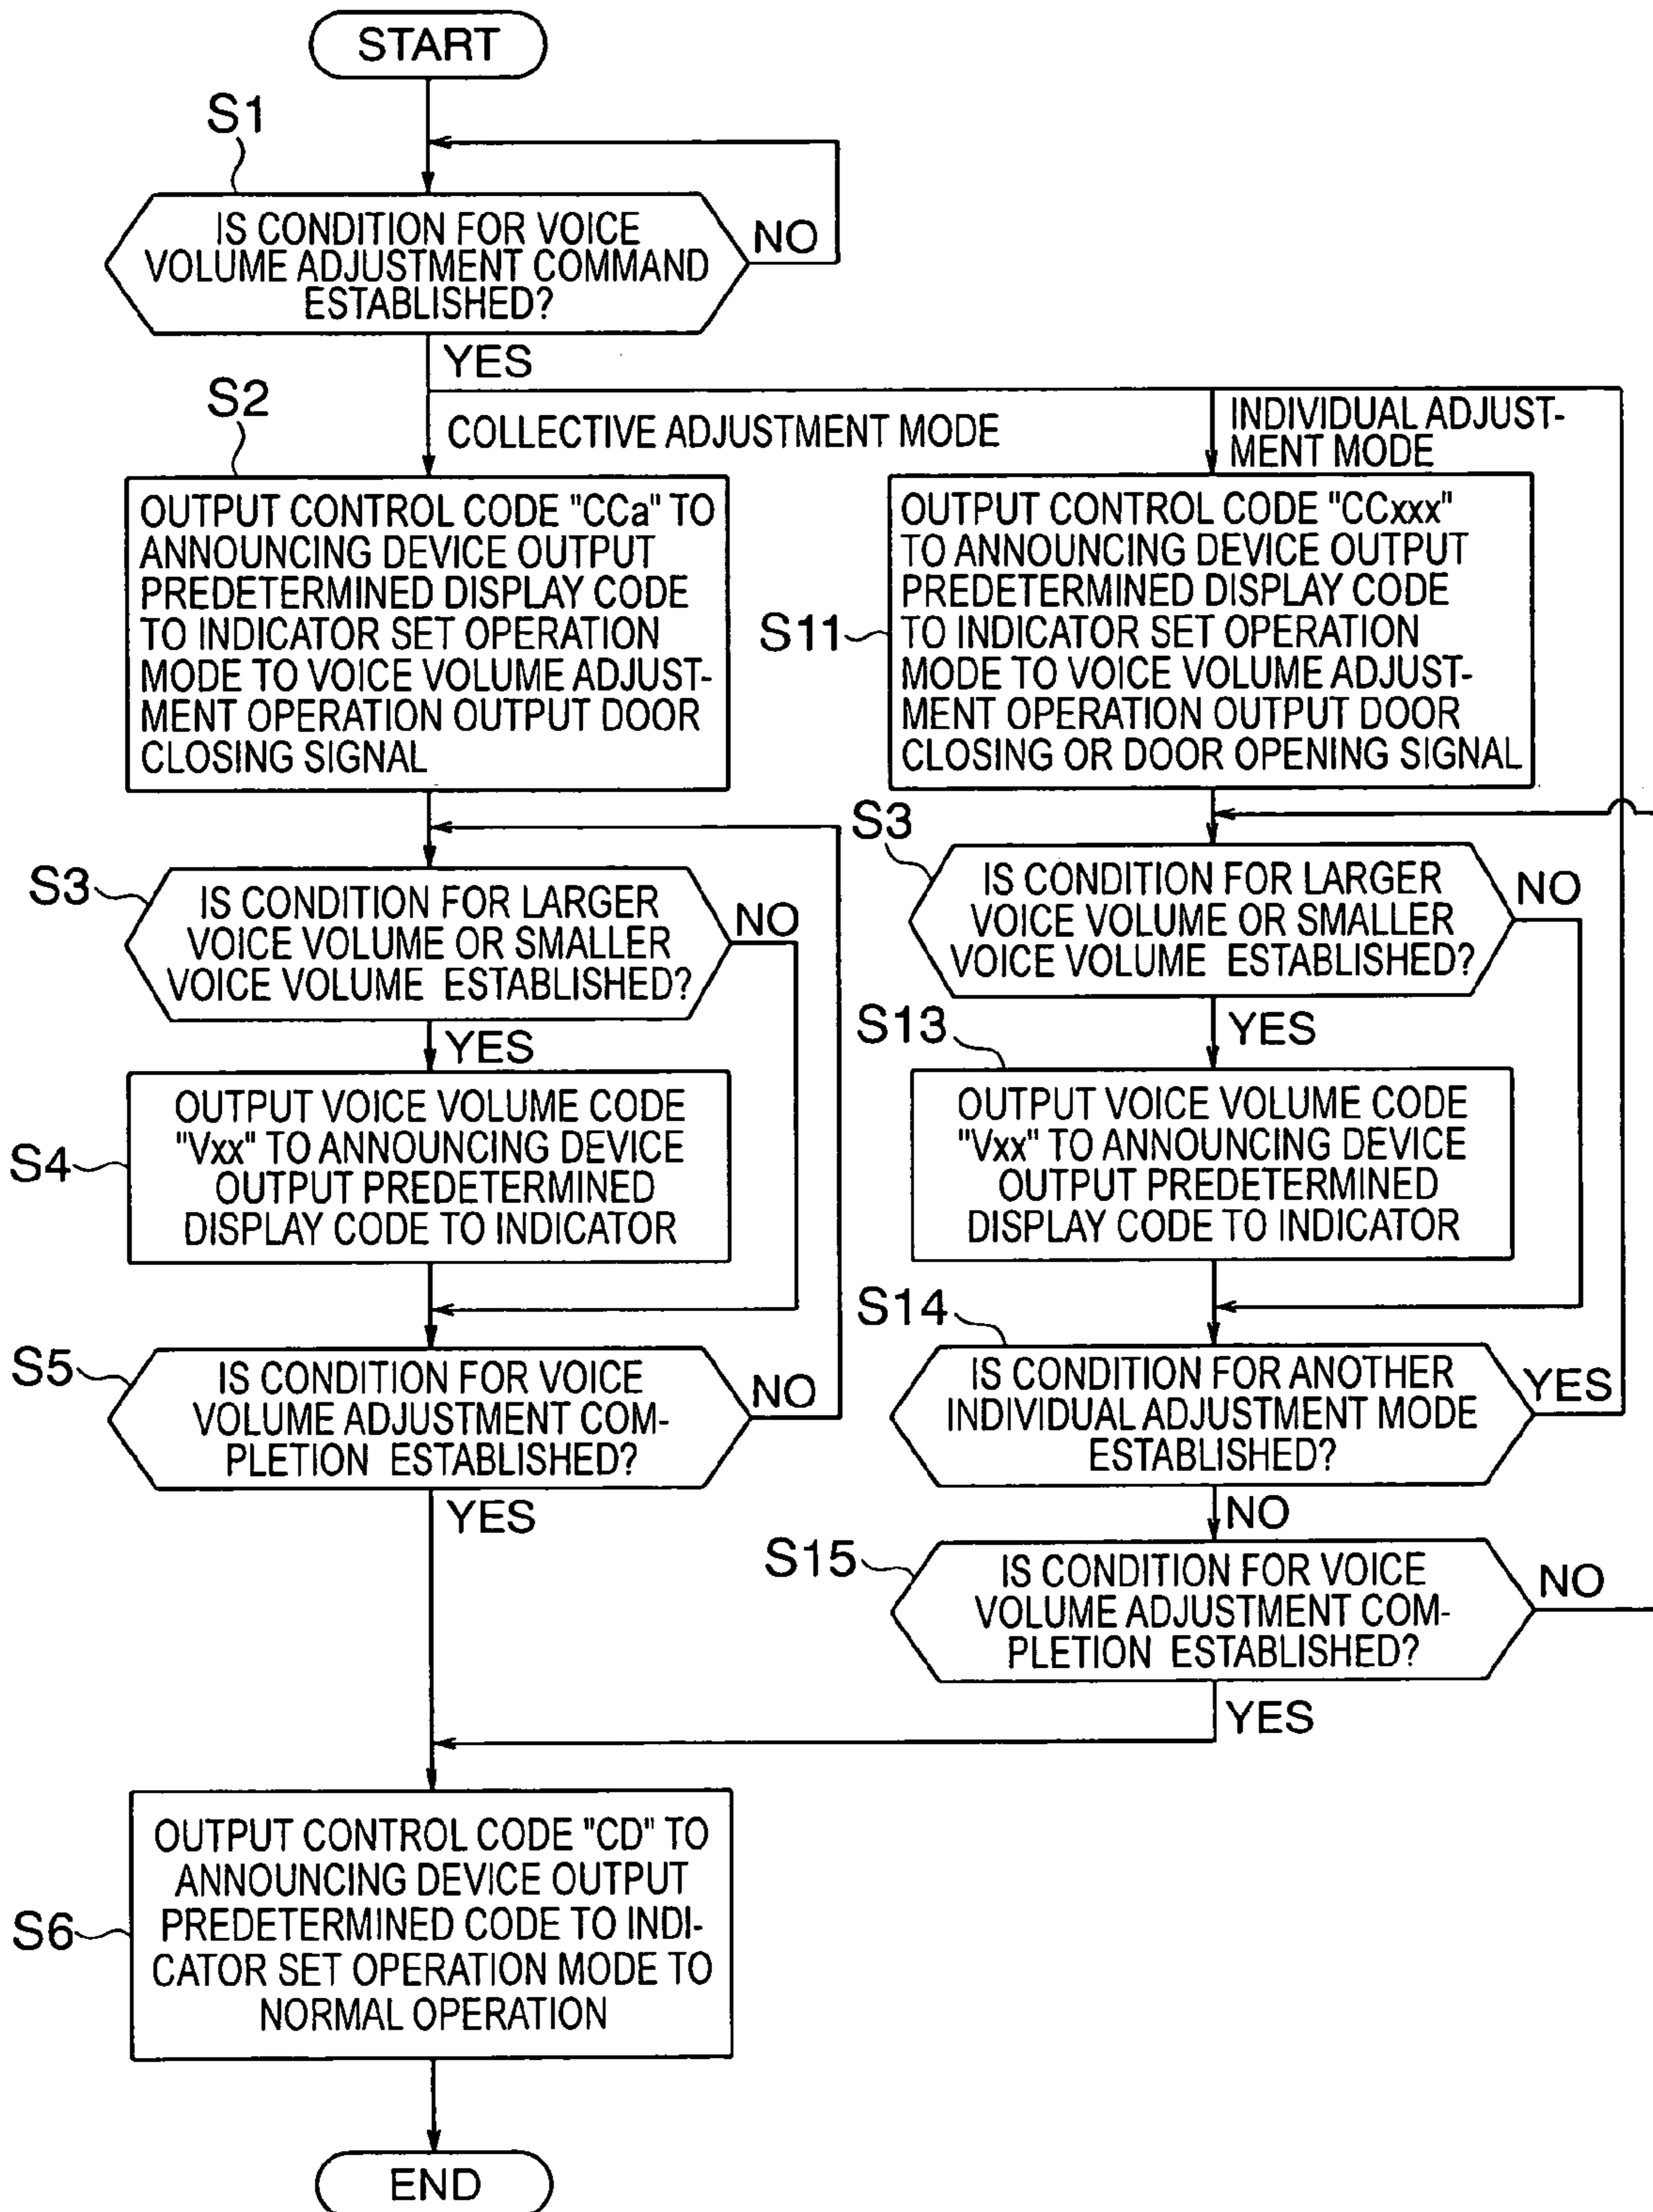 START
S1
IS CONDITION FOR VOICE
VOLUME ADJUSTMENT COMMAND
ESTABLISHED?
NO
YES
S2
COLLECTIVE ADJUSTMENT MODE
OUTPUT CONTROL CODE "CCa" TO
ANNOUNCING DEVICE OUTPUT
PREDETERMINED DISPLAY CODE
TO INDICATOR SET OPERATION
MODE TO VOICE VOLUME ADJUST-
MENT OPERATION OUTPUT DOOR
CLOSING SIGNAL
S3
IS CONDITION FOR LARGER
VOICE VOLUME OR SMALLER
VOICE VOLUME ESTABLISHED?
NO
YES
S4
OUTPUT VOICE VOLUME CODE
"Vxx" TO ANNOUNCING DEVICE
OUTPUT PREDETERMINED
DISPLAY CODE TO INDICATOR
S5
IS CONDITION FOR VOICE
VOLUME ADJUSTMENT COM-
PLETION ESTABLISHED?
NO
YES
INDIVIDUAL ADJUST-
MENT MODE
S11
OUTPUT CONTROL CODE "CCxxx"
TO ANNOUNCING DEVICE OUTPUT
PREDETERMINED DISPLAY CODE
TO INDICATOR SET OPERATION
MODE TO VOICE VOLUME ADJUST-
MENT OPERATION OUTPUT DOOR
CLOSING OR DOOR OPENING SIGNAL
S3
IS CONDITION FOR LARGER
VOICE VOLUME OR SMALLER
VOICE VOLUME ESTABLISHED?
NO
YES
S13
OUTPUT VOICE VOLUME CODE
"Vxx" TO ANNOUNCING DEVICE
OUTPUT PREDETERMINED
DISPLAY CODE TO INDICATOR
S14
IS CONDITION FOR ANOTHER
INDIVIDUAL ADJUSTMENT MODE
ESTABLISHED?
YES
NO
S15
IS CONDITION FOR VOICE
VOLUME ADJUSTMENT COM-
PLETION ESTABLISHED?
NO
YES
S6
OUTPUT CONTROL CODE "CD" TO
ANNOUNCING DEVICE OUTPUT
PREDETERMINED CODE TO INDI-
CATOR SET OPERATION MODE TO
NORMAL OPERATION
END